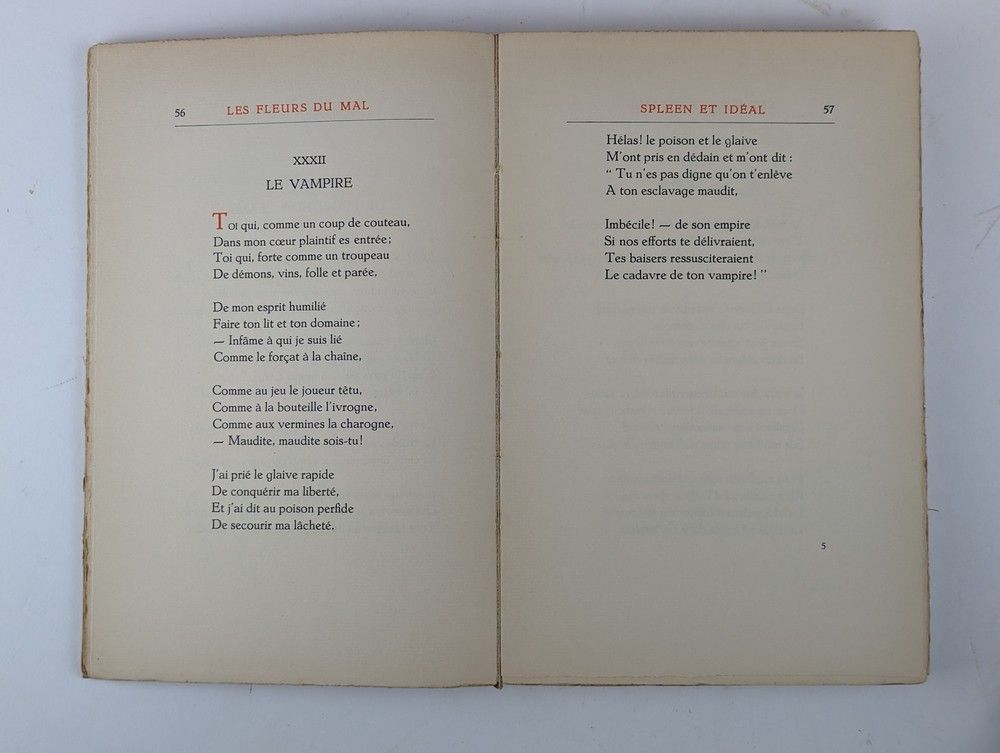 56 LES FLEURS DU MAL
XXXII
LE VAMPIRE
Toi qui, comme un coup de couteau,
Dans mon cœur plaintif es entrée;
Toi qui, forte comme un troupeau
De démons, vins, folle et parée,
De mon esprit humilié
Faire ton lit et ton domaine;
— Infâme à qui je suis lié
Comme le forçat à la chaîne,
Comme au jeu le joueur têtu,
Comme à la bouteille l'ivrogne,
Comme aux vermines la charogne,
— Maudite, maudite sois-tu!
J'ai prié le glaive rapide
De conquérir ma liberté,
Et j'ai dit au poison perfide
De secourir ma lâcheté.
SPLEEN ET IDÉAL 57
Hélas! le poison et le glaive
M'ont pris en dédain et m'ont dit :
“ Tu n'es pas digne qu'on t'enlève
A ton esclavage maudit,
Imbécile! — de son empire
Si nos efforts te délivraient,
Tes baisers ressusciteraient
Le cadavre de ton vampire! ”
5